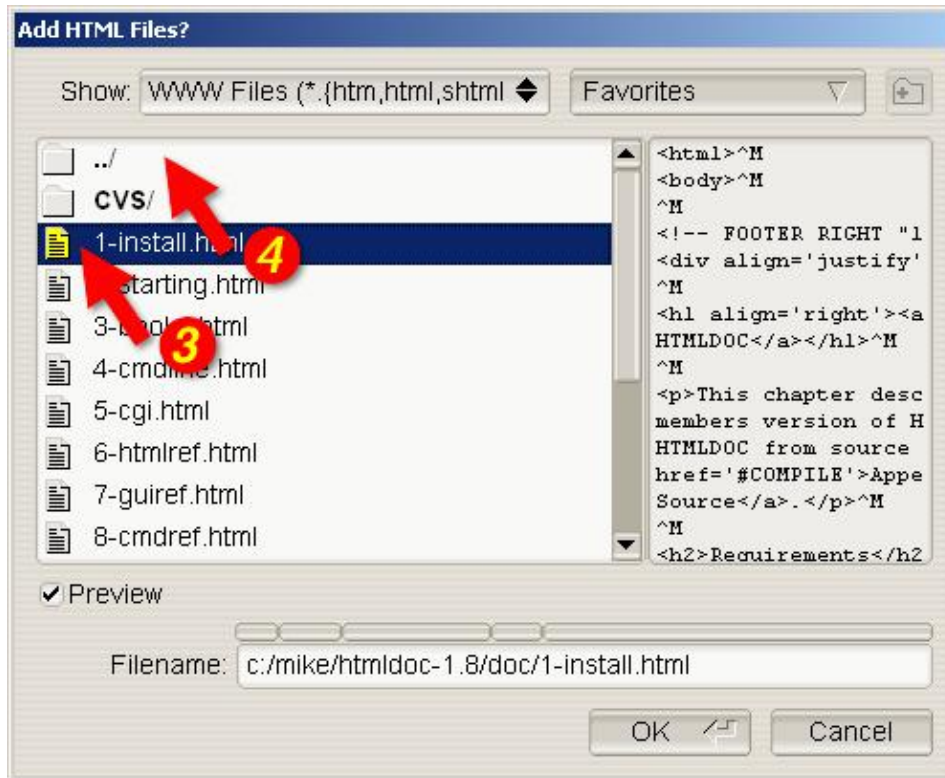 Add HTML Files?
Show: WWW Files (*.{htm,html,shtml Favorites
../
CVS/
1-install.html
4
starting.html
3-books.html
3
4-cmdline.html
5-cgi.html
6-htmlref.html
7-guiref.html
8-cmdref.html
<html>^M
<body>^M
^M
<!-- FOOTER RIGHT "1
<div align='justify'
^M
<h1 align='right'><a
HTMLDOC</a></h1>^M
^M
<p>This chapter desc
members version of H
HTMLDOC from source
href='#COMPILE'>Appe
Source</a>.</p>^M
^M
<h2>Requirements</h2
Preview
Filename: c:/mike/htmldoc-1.8/doc/1-install.html
OK Cancel